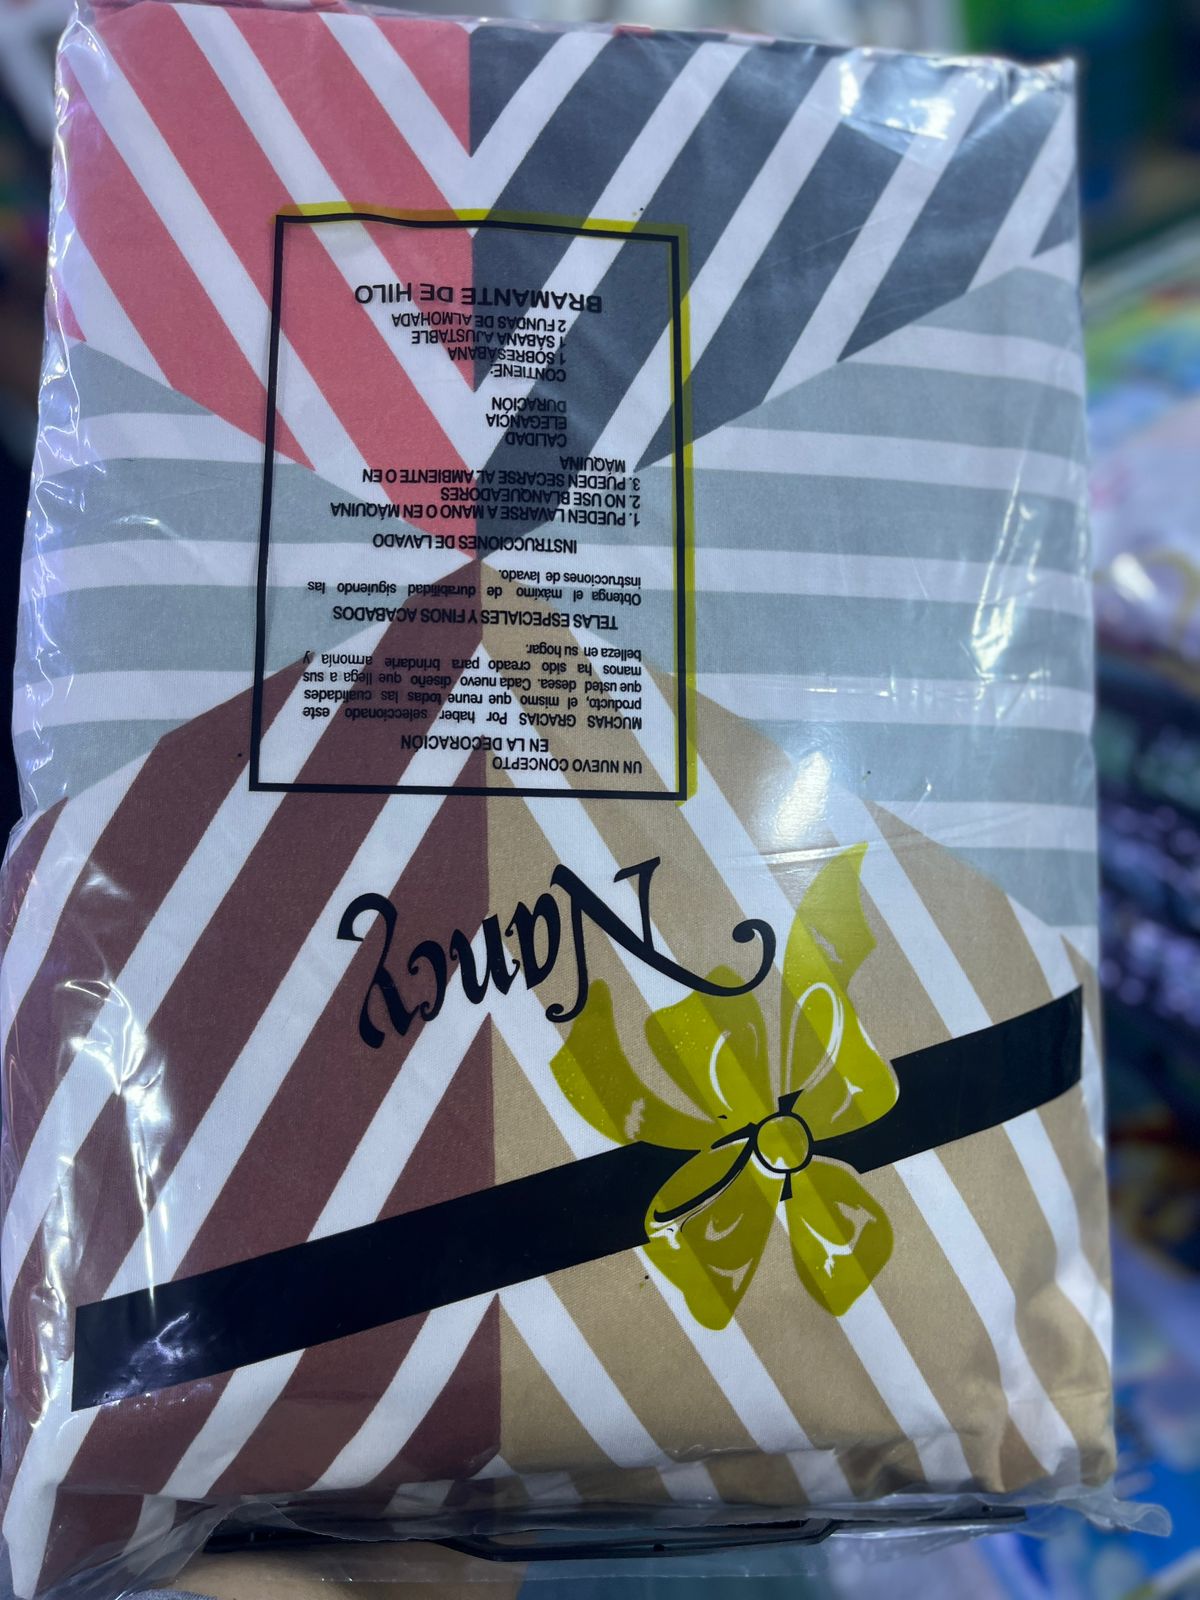 Nancy
UN NUEVO CONCEPTO
EN LA DECORACION
MUCHAS GRACIAS Por haber seleccionado este
producto, el mismo que reune todas las cualidades
que usted desea. Cada nuevo diseño que llega a sus
manos ha sido creado para brindarle armonía y
belleza en su hogar.
TELAS ESPECIALES Y FINOS ACABADOS
Obtenga el máximo de durabilidad siguiendo las
instrucciones de lavado.
INSTRUCCIONES DE LAVADO
1. PUEDEN LAVARSE A MANO O EN MÁQUINA
2. NO USE BLANQUEADORES
3. PUEDEN SECARSE AL AMBIENTE O EN
MÁQUINA
CALIDAD
ELEGANCIA
DURACIÓN
CONTIENE:
1 SOBRESABANA
1 SÁBANA AJUSTABLE
2 FUNDAS DE ALMOHADA
BRAMANTE DE HILO